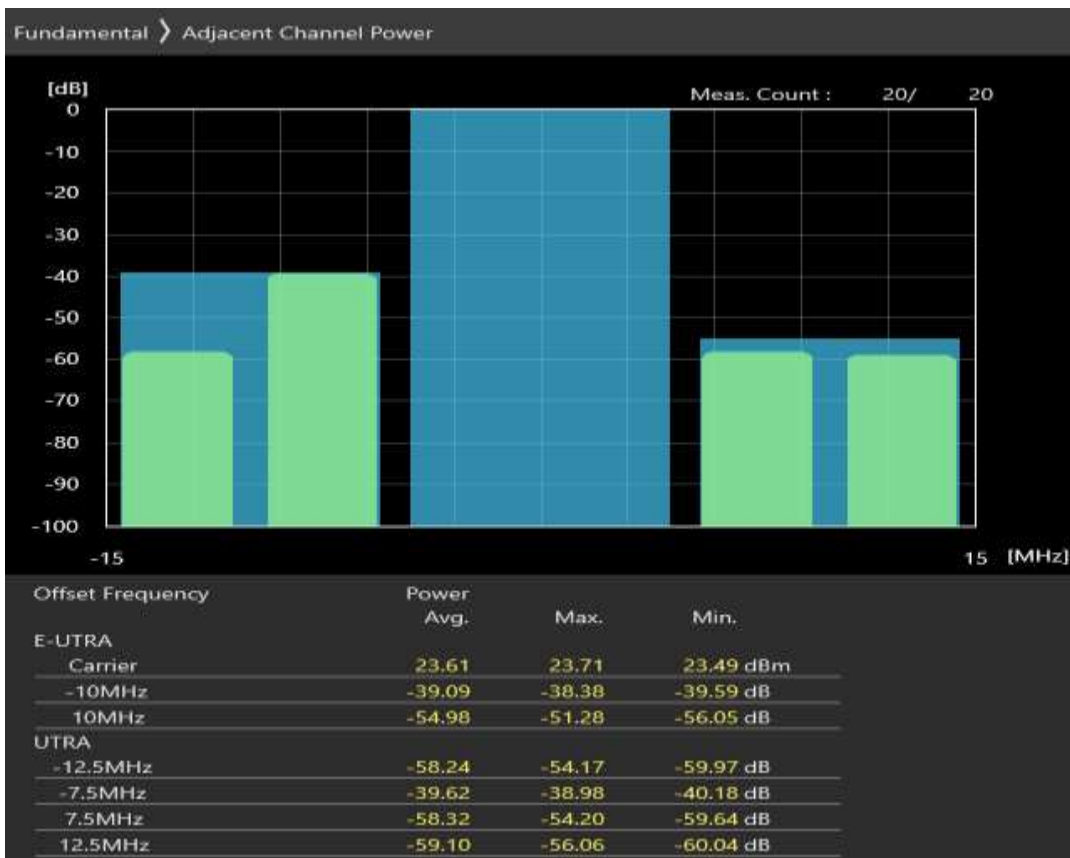 Fundamental ❯ Adjacent Channel Power
[dB]
Meas. Count : 20/ 20
0
-10
-20
-30
-40
-50
-60
-70
-80
-90
-100
-15 15 [MHz]
Offset Frequency Power
Avg. Max. Min.
E-UTRA
Carrier 23.61 23.71 23.49 dBm
-10MHz -39.09 -38.38 -39.59 dB
10MHz -54.98 -51.28 -56.05 dB
UTRA
-12.5MHz -58.24 -54.17 -59.97 dB
-7.5MHz -39.62 -38.98 -40.18 dB
7.5MHz -58.32 -54.20 -59.64 dB
12.5MHz -59.10 -56.06 -60.04 dB